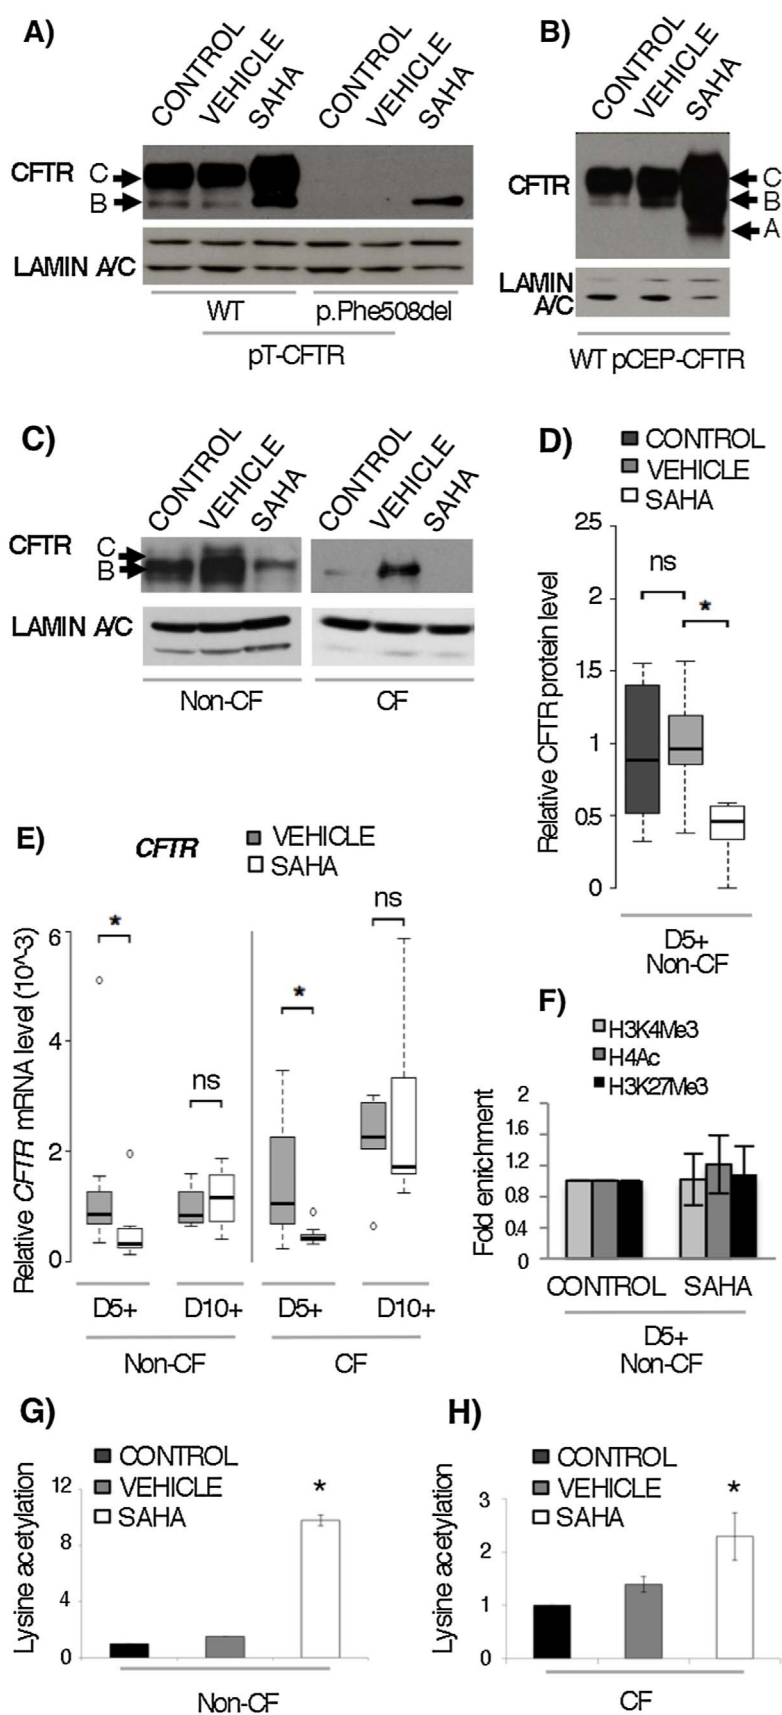 A)
CONTROL
VEHICLE
SAHA
CONTROL
VEHICLE
SAHA
CFTR C
B
LAMIN A/C
WT
p.Phe508del
pT-CFTR
B)
CONTROL
VEHICLE
SAHA
CFTR
C
B
A
LAMIN
A/C
WT pCEP-CFTR
C)
CONTROL
VEHICLE
SAHA
CONTROL
VEHICLE
SAHA
CFTR C
B
LAMIN A/C
Non-CF
CF
D)
CONTROL
VEHICLE
SAHA
Relative CFTR protein level
25
2
1.5
1
0.5
0
ns
*
D5+
Non-CF
E)
CFTR
VEHICLE
SAHA
Relative CFTR mRNA level (10^-3)
6
4
2
0
*
ns
*
ns
D5+
D10+
D5+
D10+
Non-CF
CF
F)
H3K4Me3
H4Ac
H3K27Me3
Fold enrichment
2
1.6
1.2
0.8
0.4
0
CONTROL
SAHA
D5+
Non-CF
G)
CONTROL
VEHICLE
SAHA
Lysine acetylation
12
8
4
0
*
Non-CF
H)
CONTROL
VEHICLE
SAHA
Lysine acetylation
3
2
1
0
*
CF